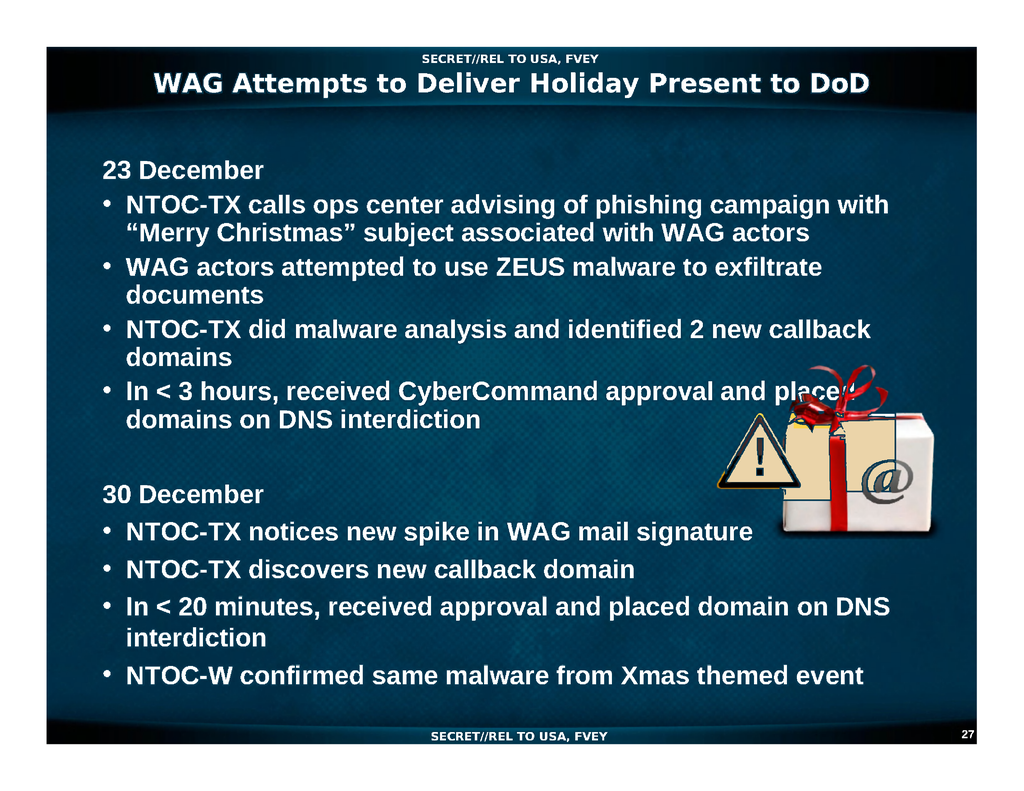 SECRET//REL TO USA, FVEY
WAG Attempts to Deliver Holiday Present to DoD
23 December
• NTOC-TX calls ops center advising of phishing campaign with
“Merry Christmas” subject associated with WAG actors
• WAG actors attempted to use ZEUS malware to exfiltrate
documents
• NTOC-TX did malware analysis and identified 2 new callback
domains
• In < 3 hours, received CyberCommand approval and placed
domains on DNS interdiction
!
@
30 December
• NTOC-TX notices new spike in WAG mail signature
• NTOC-TX discovers new callback domain
• In < 20 minutes, received approval and placed domain on DNS
interdiction
• NTOC-W confirmed same malware from Xmas themed event
SECRET//REL TO USA, FVEY
27